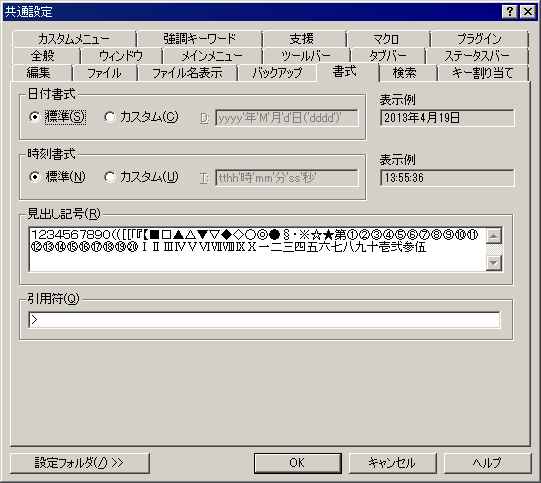 共通設定
カスタムメニュー 強調キーワード 支援 マクロ プラグイン
全般 ウィンドウ メインメニュー ツールバー タブバー ステータスバー
編集 ファイル ファイル名表示 バックアップ 書式 検索 キー割り当て
日付書式 表示例
標準(S) カスタム(C) D: yyyy'年'M'月'd'日('dddd')' 2013年4月19日
時刻書式 表示例
標準(N) カスタム(U) T: tthh'時'mm'分'ss'秒' 13:55:36
見出し記号(R)
1234567890(([[『【■□▲△▼▽◆◇○◎●§・※☆★第①②③④⑤⑥⑦⑧⑨⑩⑪
⑫⑬⑭⑮⑯⑰⑱⑲⑳ⅠⅡⅢⅣⅤⅥⅦⅧⅨⅩ一二三四五六七八九十壱弐参伍
引用符(Q)
>
設定フォルダ(/) >> OK キャンセル ヘルプ